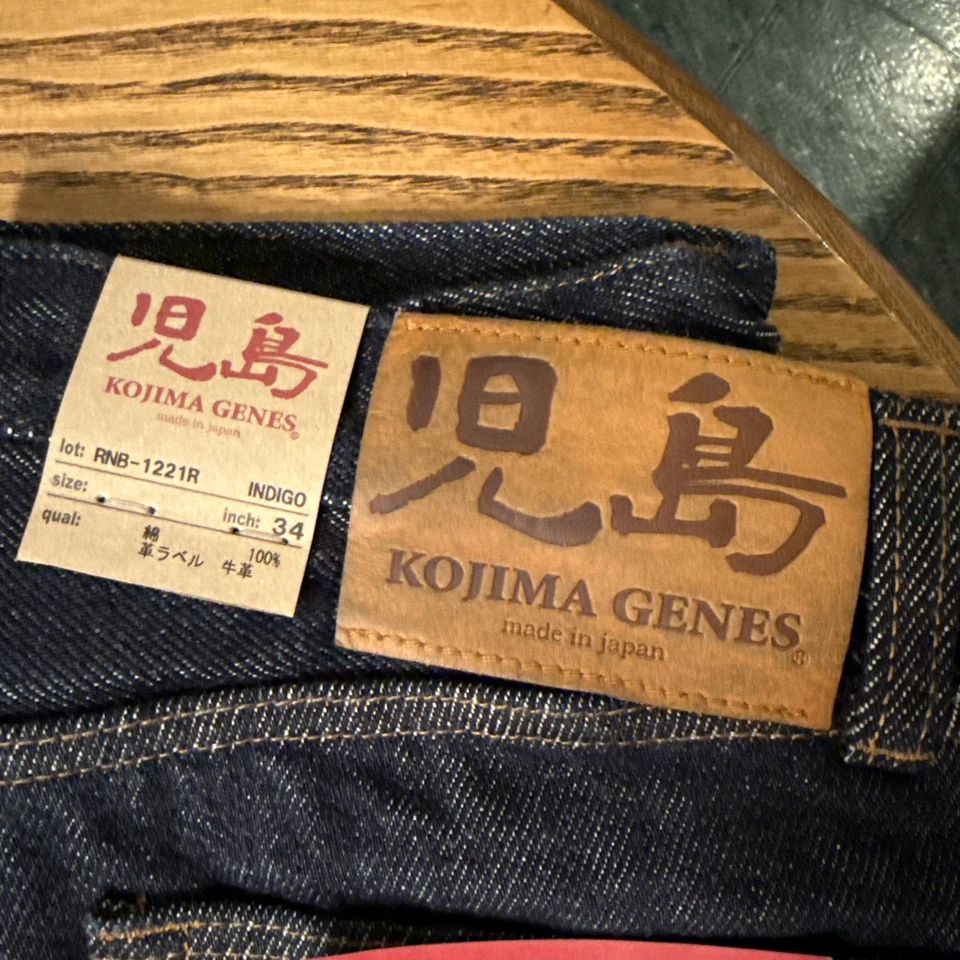 児島
KOJIMA GENES©
made in japan
lot: RNB-1221R INDIGO
size: inch: 34
qual: 綿 100%
革ラベル 牛革
児島
KOJIMA GENES®
made in japan